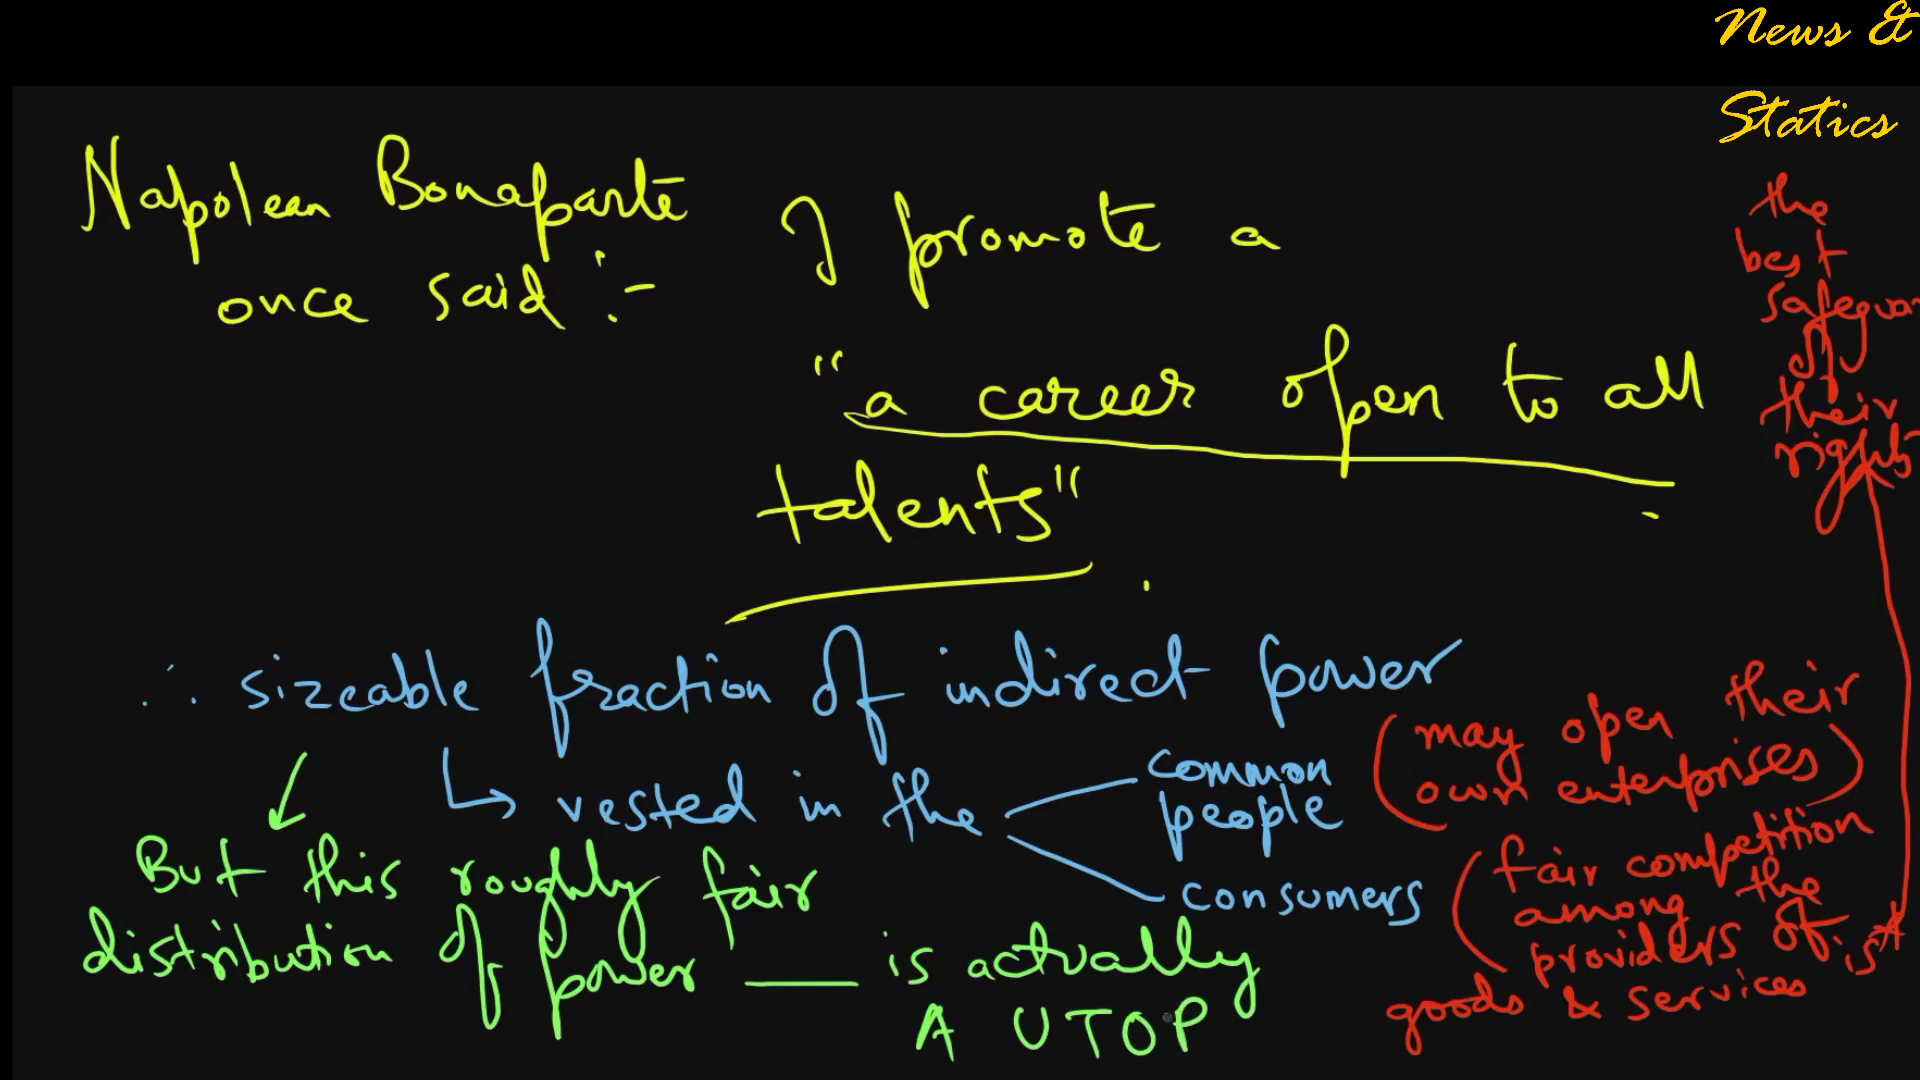 News &
Statics
Napolean Bonaparte
once said :-
I promote a
"a career open to all
talents"
the
best
safeguar
of
their
rights
∴ sizeable fraction of indirect power
↳ vested in the
common
people
consumers
(may open their
own enterprises)
(fair competition
among the
providers of
goods & services
is *
But this roughly fair
distribution of power ___ is actually
A UTOP